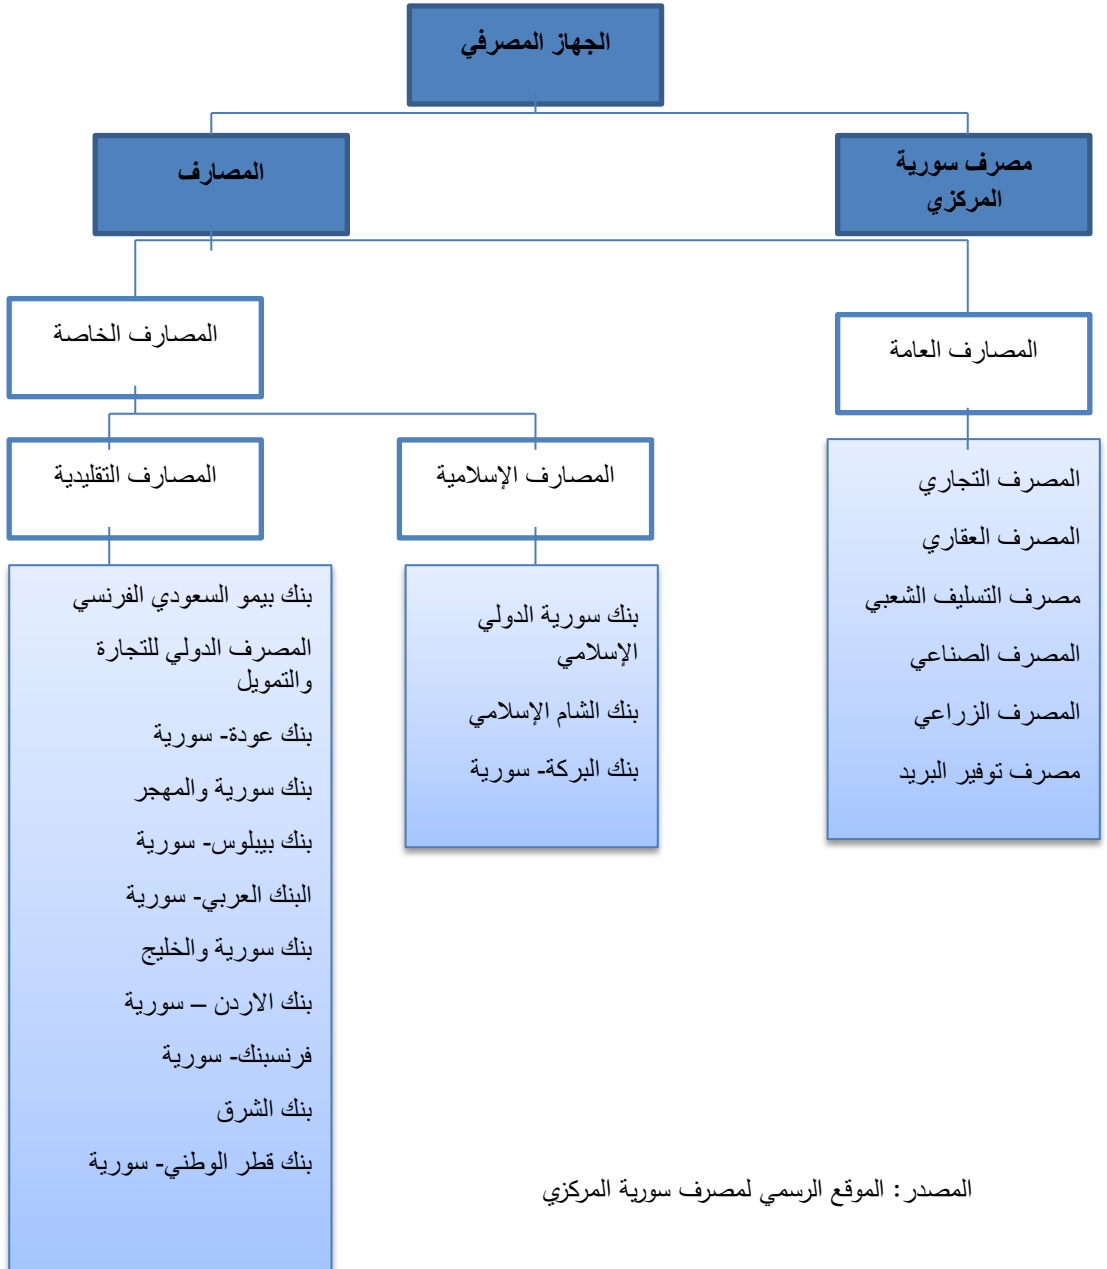 الجهاز المصرفي
مصرف سورية
المركزي
المصارف
المصارف العامة
المصارف الخاصة
المصرف التجاري
المصرف العقاري
مصرف التسليف الشعبي
المصرف الصناعي
المصرف الزراعي
مصرف توفير البريد
المصارف الإسلامية
بنك سورية الدولي
الإسلامي
بنك الشام الإسلامي
بنك البركة- سورية
المصارف التقليدية
بنك بيمو السعودي الفرنسي
المصرف الدولي للتجارة
والتمويل
بنك عودة- سورية
بنك سورية والمهجر
بنك بيبلوس- سورية
البنك العربي- سورية
بنك سورية والخليج
بنك الاردن – سورية
فرنسبنك- سورية
بنك الشرق
بنك قطر الوطني- سورية
المصدر: الموقع الرسمي لمصرف سورية المركزي